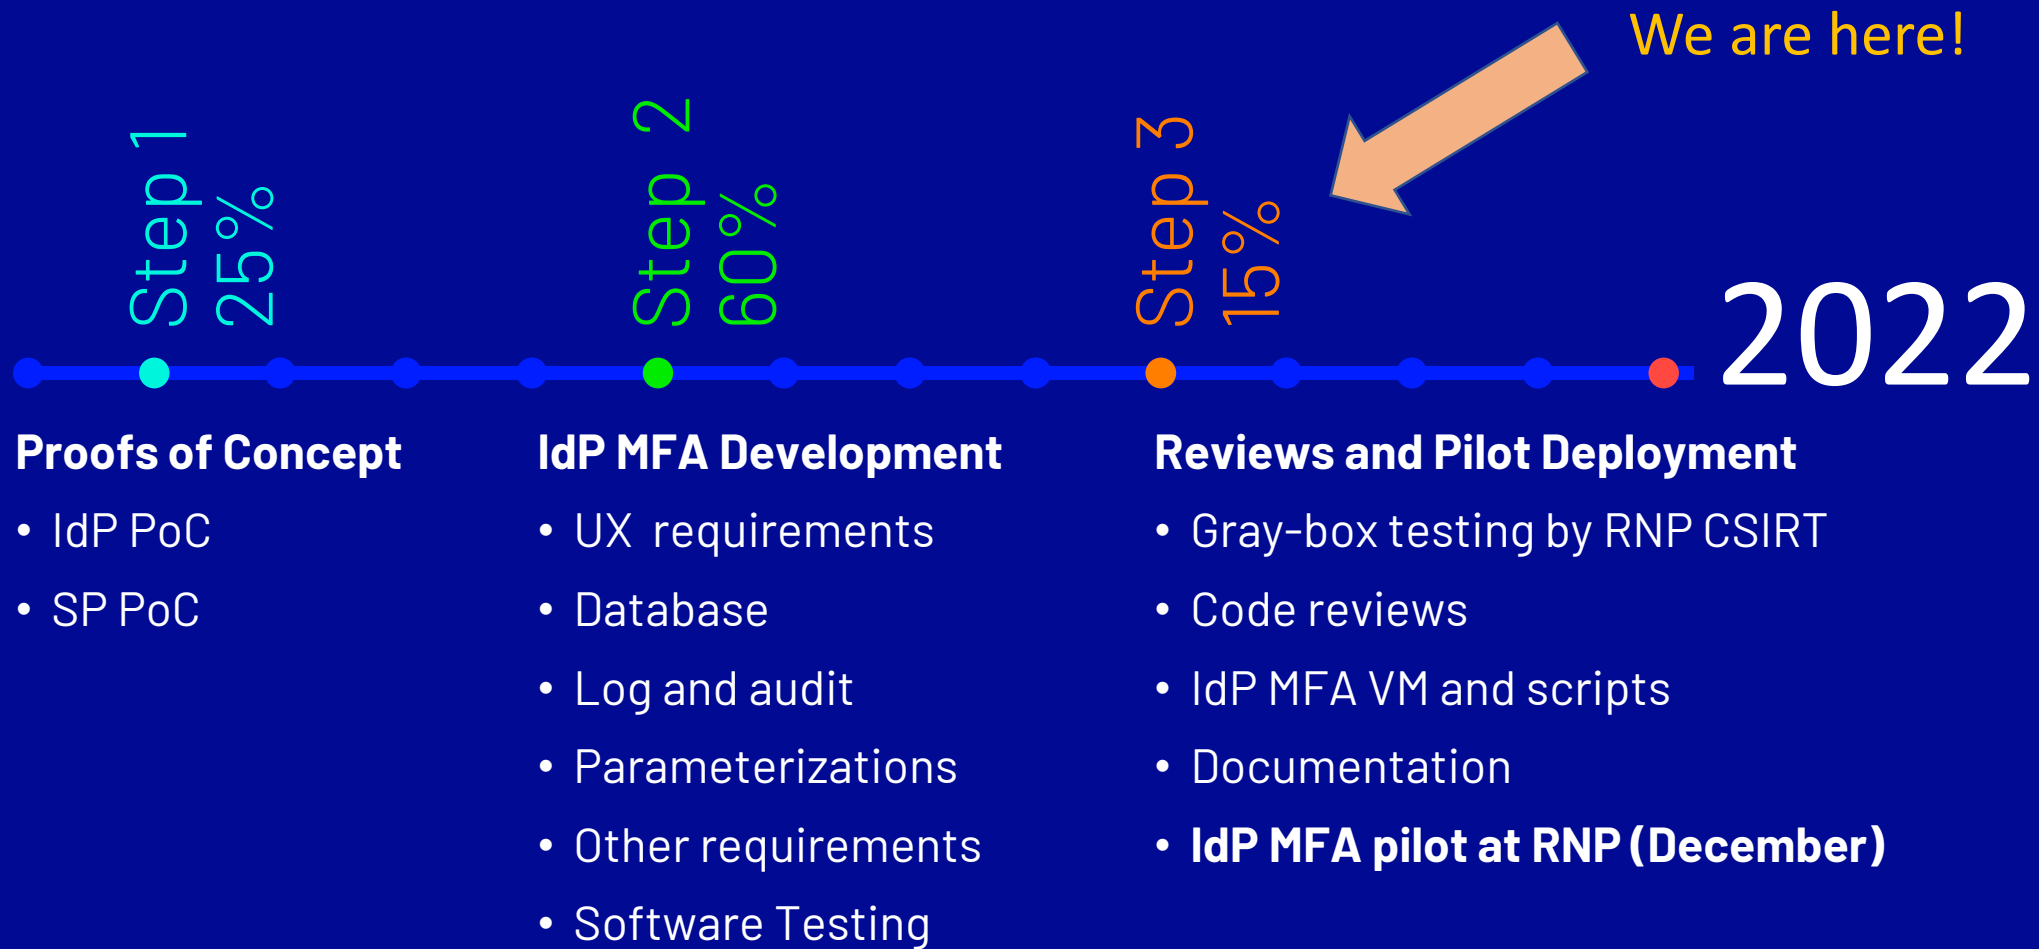 We are here!
Step 1
25%
Step 2
60%
Step 3
15%
2022
Proofs of Concept
• IdP PoC
• SP PoC
IdP MFA Development
• UX requirements
• Database
• Log and audit
• Parameterizations
• Other requirements
• Software Testing
Reviews and Pilot Deployment
• Gray-box testing by RNP CSIRT
• Code reviews
• IdP MFA VM and scripts
• Documentation
• IdP MFA pilot at RNP (December)